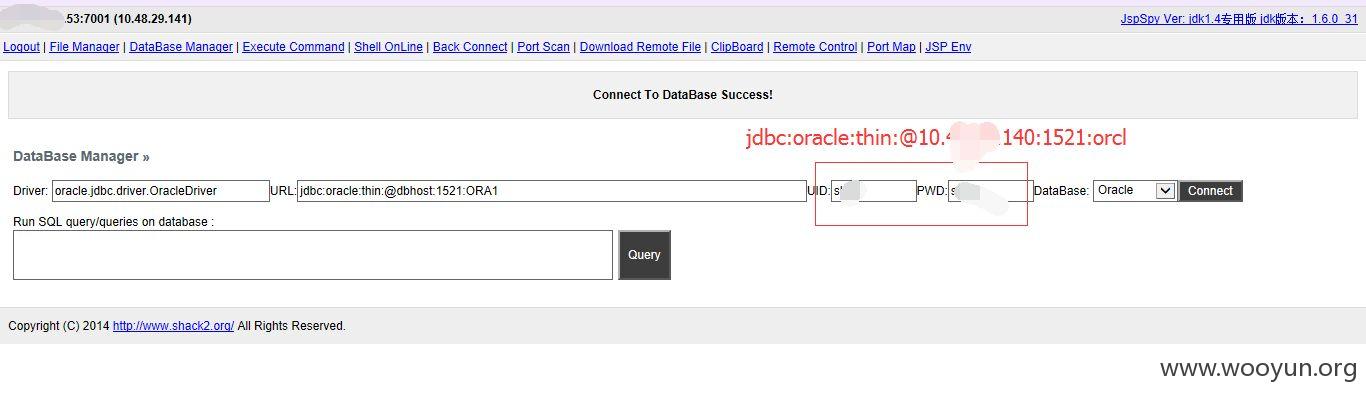 .53:7001 (10.48.29.141)
JspSpy Ver: jdk1.4专用版 jdk版本：1.6.0_31
Logout | File Manager | DataBase Manager | Execute Command | Shell OnLine | Back Connect | Port Scan | Download Remote File | ClipBoard | Remote Control | Port Map | JSP Env
Connect To DataBase Success!
jdbc:oracle:thin:@10. 140:1521:orcl
DataBase Manager »
Driver: oracle.jdbc.driver.OracleDriver URL: jdbc:oracle:thin:@dbhost:1521:ORA1 UID: PWD: DataBase: Oracle Connect
Run SQL query/queries on database :
Query
Copyright (C) 2014 http://www.shack2.org/ All Rights Reserved.
www.wooyun.org